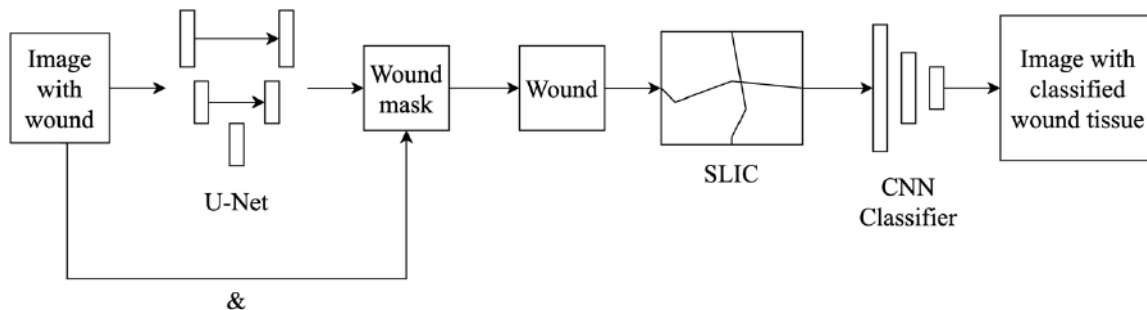 Image
with
wound
U-Net
&
Wound
mask
Wound
SLIC
CNN
Classifier
Image with
classified
wound tissue